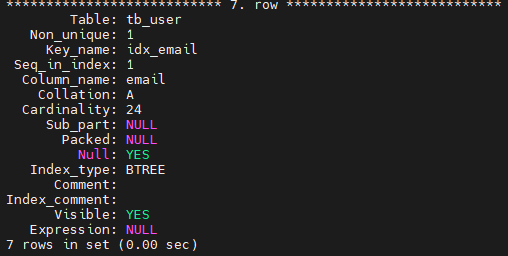 *************************** 7. row ***************************
Table: tb_user
Non_unique: 1
Key_name: idx_email
Seq_in_index: 1
Column_name: email
Collation: A
Cardinality: 24
Sub_part: NULL
Packed: NULL
Null: YES
Index_type: BTREE
Comment:
Index_comment:
Visible: YES
Expression: NULL
7 rows in set (0.00 sec)